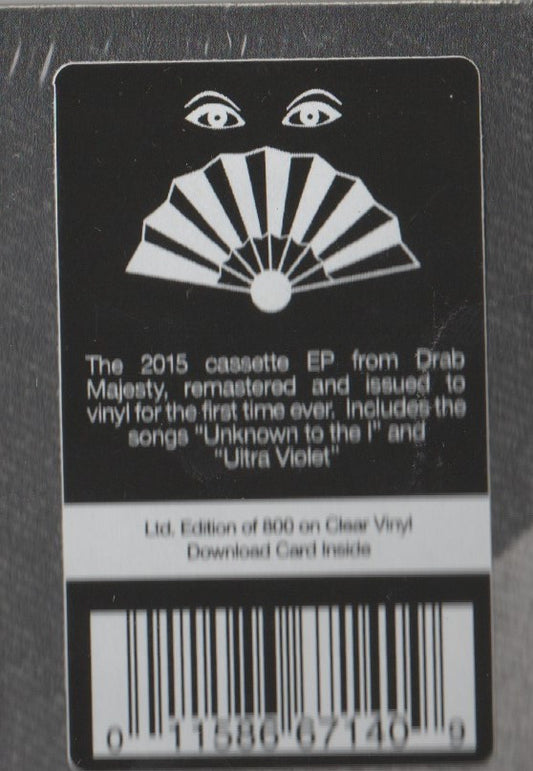 The 2015 cassette EP from Drab
Majesty, remastered and issued to
vinyl for the first time ever. Includes the
songs "Unknown to the I" and
"Ultra Violet"
Ltd. Edition of 800 on Clear Vinyl
Download Card Inside
0 11586 67140 9